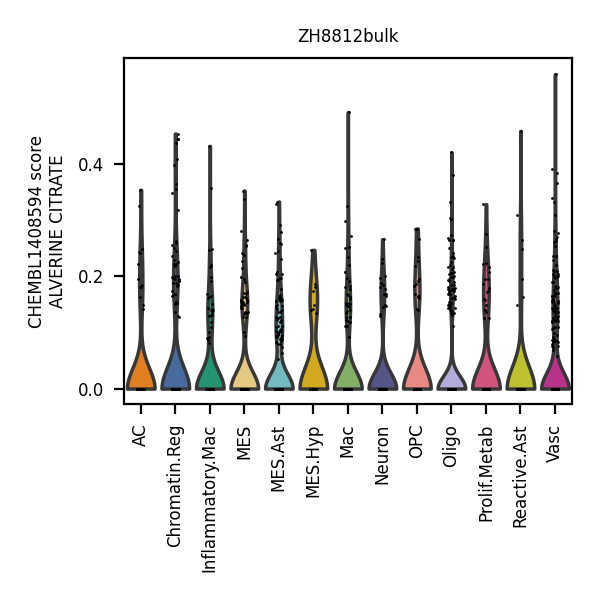 ZH8812bulk
CHEMBL1408594 score
ALVERINE CITRATE
0.4
0.2
0.0
AC
Chromatin.Reg
Inflammatory.Mac
MES
MES.Ast
MES.Hyp
Mac
Neuron
OPC
Oligo
Prolif.Metab
Reactive.Ast
Vasc